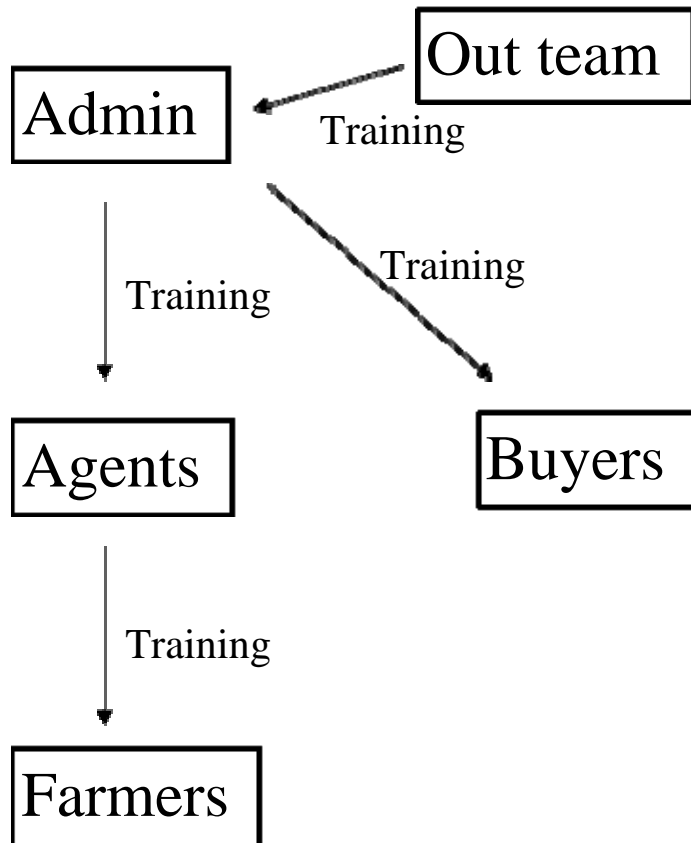 Out team
Admin
Training
Training
Training
Agents
Buyers
Training
Farmers